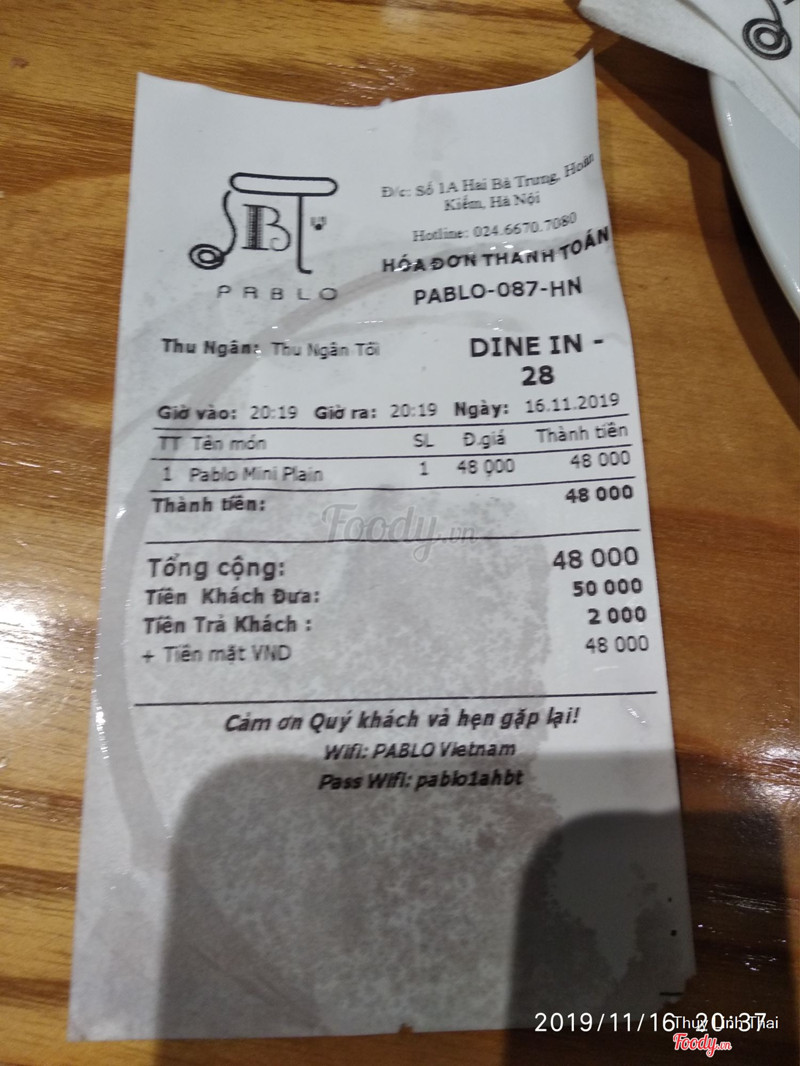 SBT
PABLO
Đ/c: Số 1A Hai Bà Trưng, Hoàn
Kiếm, Hà Nội
Hotline: 024.6670.7080
HÓA ĐƠN THANH TOÁN
PABLO-087-HN
Thu Ngân: Thu Ngân Tối
DINE IN -
28
Giờ vào: 20:19 Giờ ra: 20:19 Ngày: 16.11.2019
TT Tên món SL Đ.giá Thành tiền
1 Pablo Mini Plain 1 48 000 48 000
Thành tiền: 48 000
Foody.vn
Tổng cộng: 48 000
Tiền Khách Đưa: 50 000
Tiền Trả Khách : 2 000
+ Tiền mặt VND 48 000
Cảm ơn Quý khách và hẹn gặp lại!
Wifi: PABLO Vietnam
Pass Wifi: pablo1ahbt
2019/11/16 20:37
Thuy Linh Thai
Foody.vn